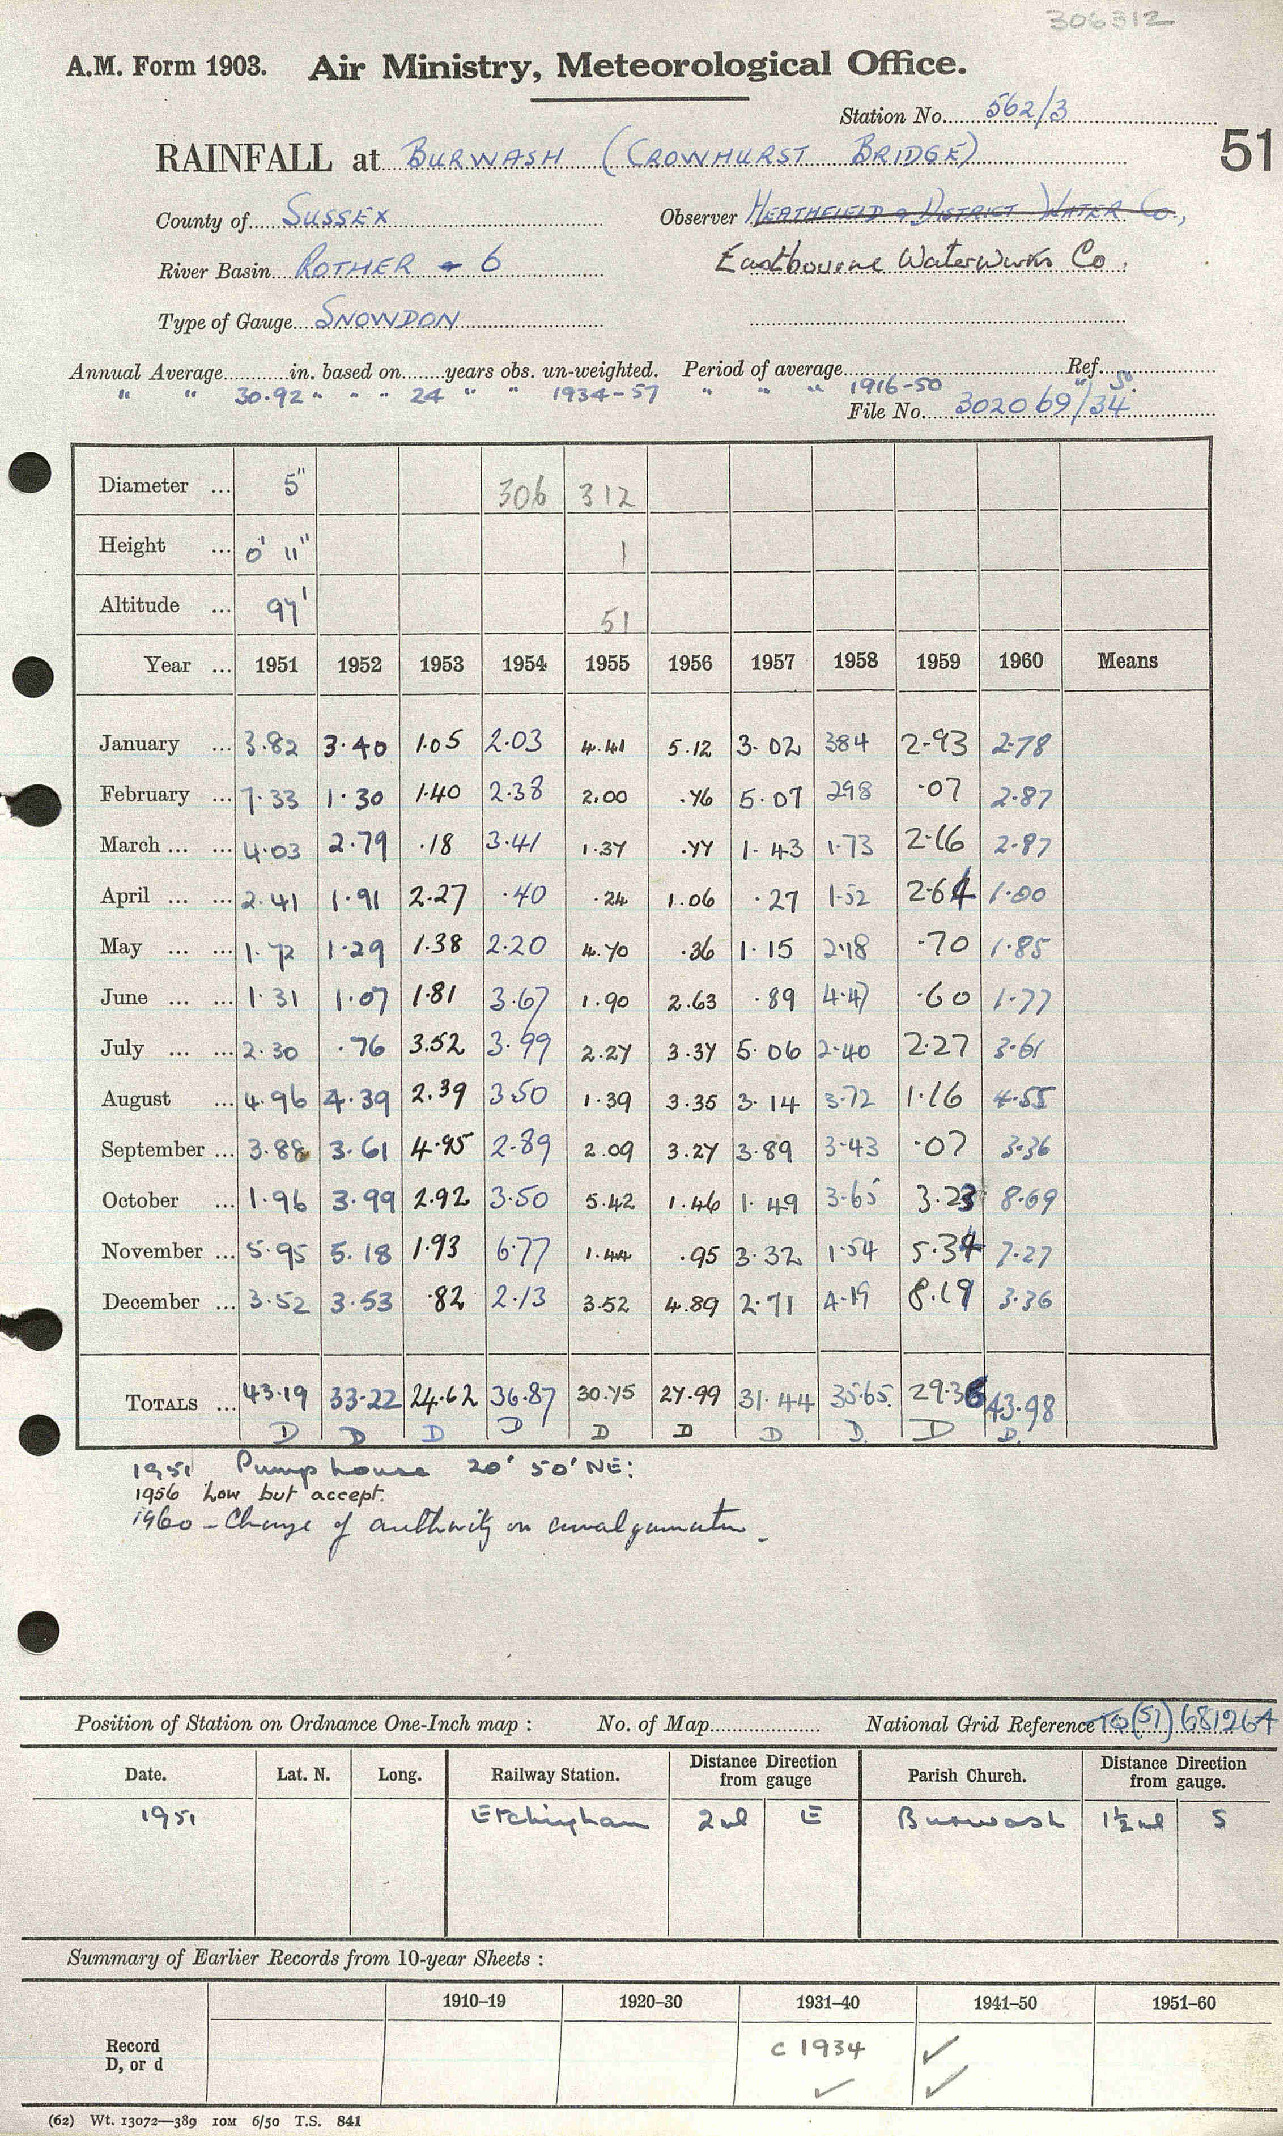 306312
A.M. Form 1903. Air Ministry, Meteorological Office.
Station No. 562/3
RAINFALL at BURWASH (CROWHURST BRIDGE) 51
County of SUSSEX Observer HEATHFIELD & DISTRICT WATER Co.,
River Basin ROTHER - 6 Eastbourne Waterworks Co.
Type of Gauge SNOWDON
Annual Average in. based on years obs. un-weighted. Period of average Ref.
" " 30.92 " " " 24 " " 1934-57 " " " 1916-50 "
File No. 302069/34
Diameter ... 5" 306 312
Height ... 0' 11" 1
Altitude ... 97' 51
Year ... 1951 1952 1953 1954 1955 1956 1957 1958 1959 1960 Means
January ... 3.82 3.40 1.05 2.03 4.41 5.12 3.02 384 2.93 2.78
February ... 7.33 1.30 1.40 2.38 2.00 .76 5.07 298 .07 2.87
March ... ... 4.03 2.79 .18 3.41 1.37 .77 1.43 1.73 2.16 2.87
April ... ... 2.41 1.91 2.27 .40 .24 1.06 .27 1.52 2.64 1.00
May ... ... 1.72 1.29 1.38 2.20 4.70 .36 1.15 2.18 .70 1.85
June ... ... 1.31 1.07 1.81 3.67 1.90 2.63 .89 4.47 .60 1.77
July ... ... 2.30 .76 3.52 3.99 2.27 3.37 5.06 2.40 2.27 3.61
August ... 4.96 4.39 2.39 3.50 1.39 3.35 3.14 3.72 1.16 4.55
September ... 3.88 3.61 4.95 2.89 2.09 3.27 3.89 3.43 .07 3.36
October ... 1.96 3.99 2.92 3.50 5.42 1.46 1.49 3.65 3.23 8.69
November ... 5.95 5.18 1.93 6.77 1.44 .95 3.32 1.54 5.34 7.27
December ... 3.52 3.53 .82 2.13 3.52 4.89 2.71 4.19 8.19 3.36
TOTALS ... 43.19 33.22 24.62 36.87 30.75 27.99 31.44 35.65. 29.36 43.98
D D D D D D D D. D D.
1951 Pump house 20' 50' NE:
1956 Low but accept.
1960 - Change of authority on amalgamation.
Position of Station on Ordnance One-Inch map : No. of Map National Grid Reference TQ(51) 681264
Date. Lat. N. Long. Railway Station. Distance Direction from gauge Parish Church. Distance Direction from gauge.
1951 Etchingham 2ml E Burwash 1½ml S
Summary of Earlier Records from 10-year Sheets :
1910–19 1920–30 1931–40 1941–50 1951–60
Record D, or d c 1934 ✓
✓ ✓
(62) Wt. 13072—389 10M 6/50 T.S. 841